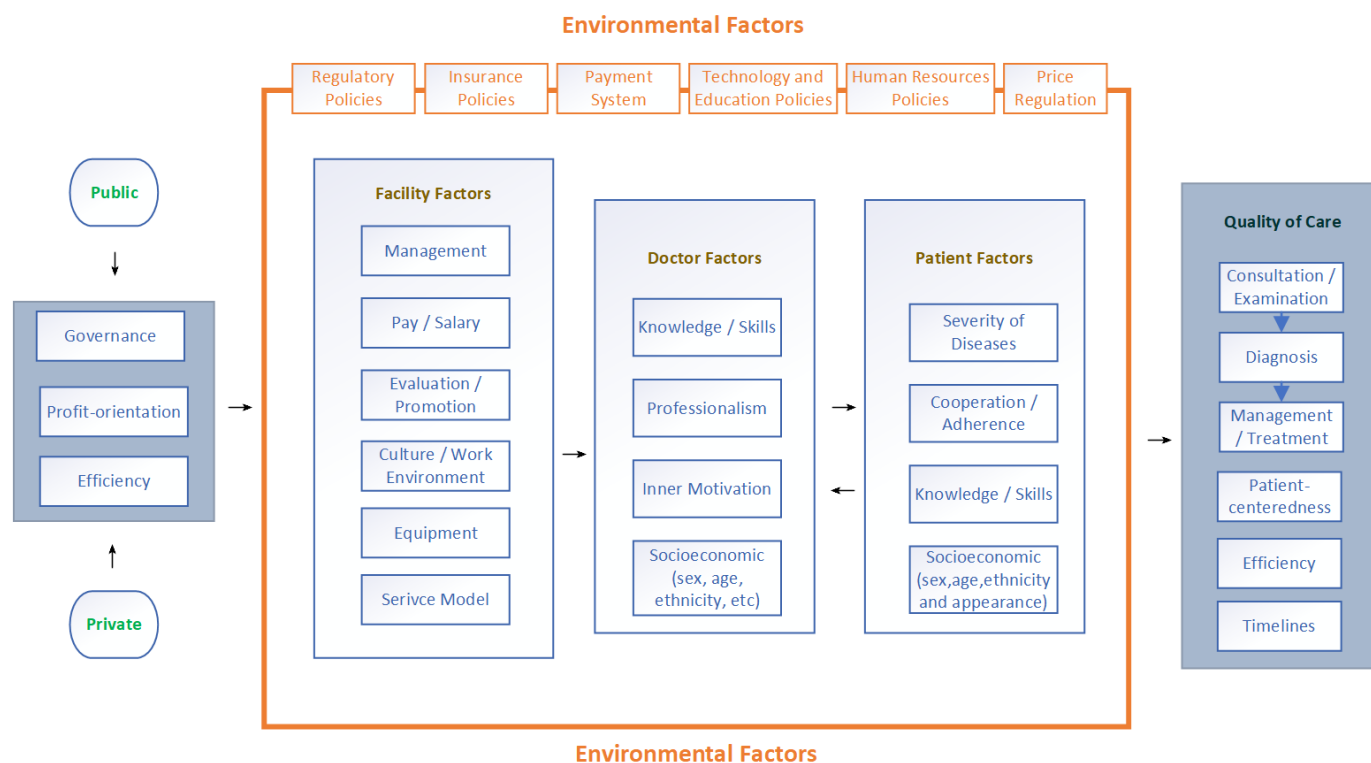 Environmental Factors
Regulatory
Policies
Insurance
Policies
Payment
System
Technology and
Education Policies
Human Resources
Policies
Price
Regulation
Public
Governance
Profit-orientation
Efficiency
Private
Facility Factors
Management
Pay / Salary
Evaluation /
Promotion
Culture / Work
Environment
Equipment
Serivce Model
Doctor Factors
Knowledge / Skills
Professionalism
Inner Motivation
Socioeconomic
(sex, age,
ethnicity, etc)
Patient Factors
Severity of
Diseases
Cooperation /
Adherence
Knowledge / Skills
Socioeconomic
(sex,age,ethnicity
and appearance)
Quality of Care
Consultation /
Examination
Diagnosis
Management
/ Treatment
Patient-
centeredness
Efficiency
Timelines
Environmental Factors